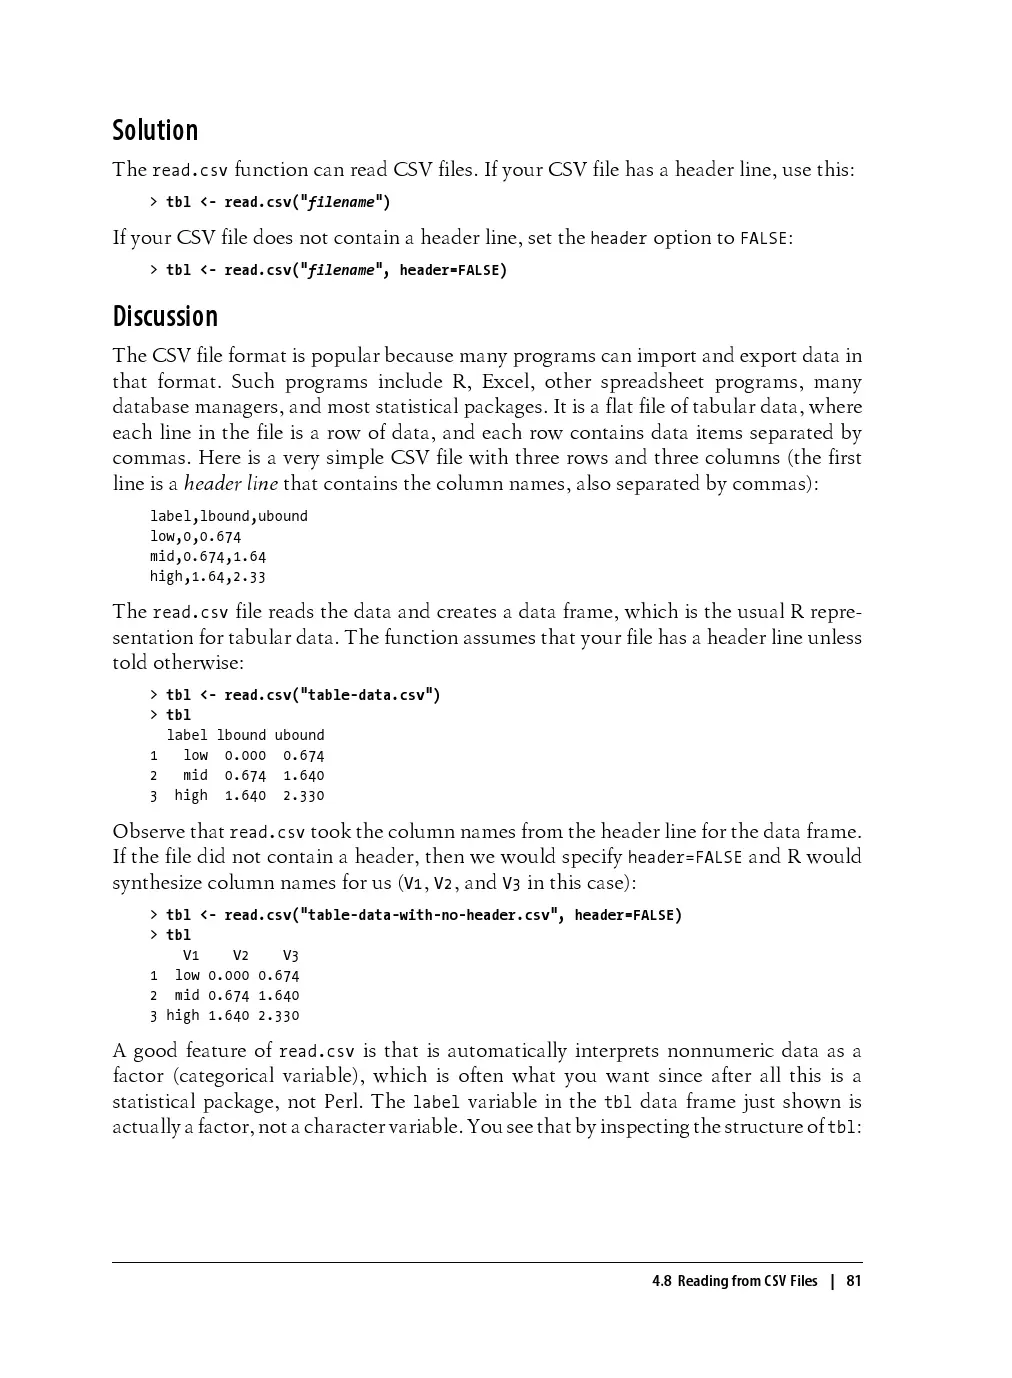 Solution
The read.csv function can read CSV files. If your CSV file has a header line, use this:
> tbl <- read.csv("filename")
If your CSV file does not contain a header line, set the header option to FALSE:
> tbl <- read.csv("filename", header=FALSE)
Discussion
The CSV file format is popular because many programs can import and export data in
that format. Such programs include R, Excel, other spreadsheet programs, many
database managers, and most statistical packages. It is a flat file of tabular data, where
each line in the file is a row of data, and each row contains data items separated by
commas. Here is a very simple CSV file with three rows and three columns (the first
line is a header line that contains the column names, also separated by commas):
label,lbound,ubound
low,0,0.674
mid,0.674,1.64
high,1.64,2.33
The read.csv file reads the data and creates a data frame, which is the usual R repre-
sentation for tabular data. The function assumes that your file has a header line unless
told otherwise:
> tbl <- read.csv("table-data.csv")
> tbl
  label lbound ubound
1   low  0.000  0.674
2   mid  0.674  1.640
3  high  1.640  2.330
Observe that read.csv took the column names from the header line for the data frame.
If the file did not contain a header, then we would specify header=FALSE and R would
synthesize column names for us (V1, V2, and V3 in this case):
> tbl <- read.csv("table-data-with-no-header.csv", header=FALSE)
> tbl
    V1    V2    V3
1  low 0.000 0.674
2  mid 0.674 1.640
3 high 1.640 2.330
A good feature of read.csv is that is automatically interprets nonnumeric data as a
factor (categorical variable), which is often what you want since after all this is a
statistical package, not Perl. The label variable in the tbl data frame just shown is
actually a factor, not a character variable. You see that by inspecting the structure of tbl:
4.8 Reading from CSV Files | 81